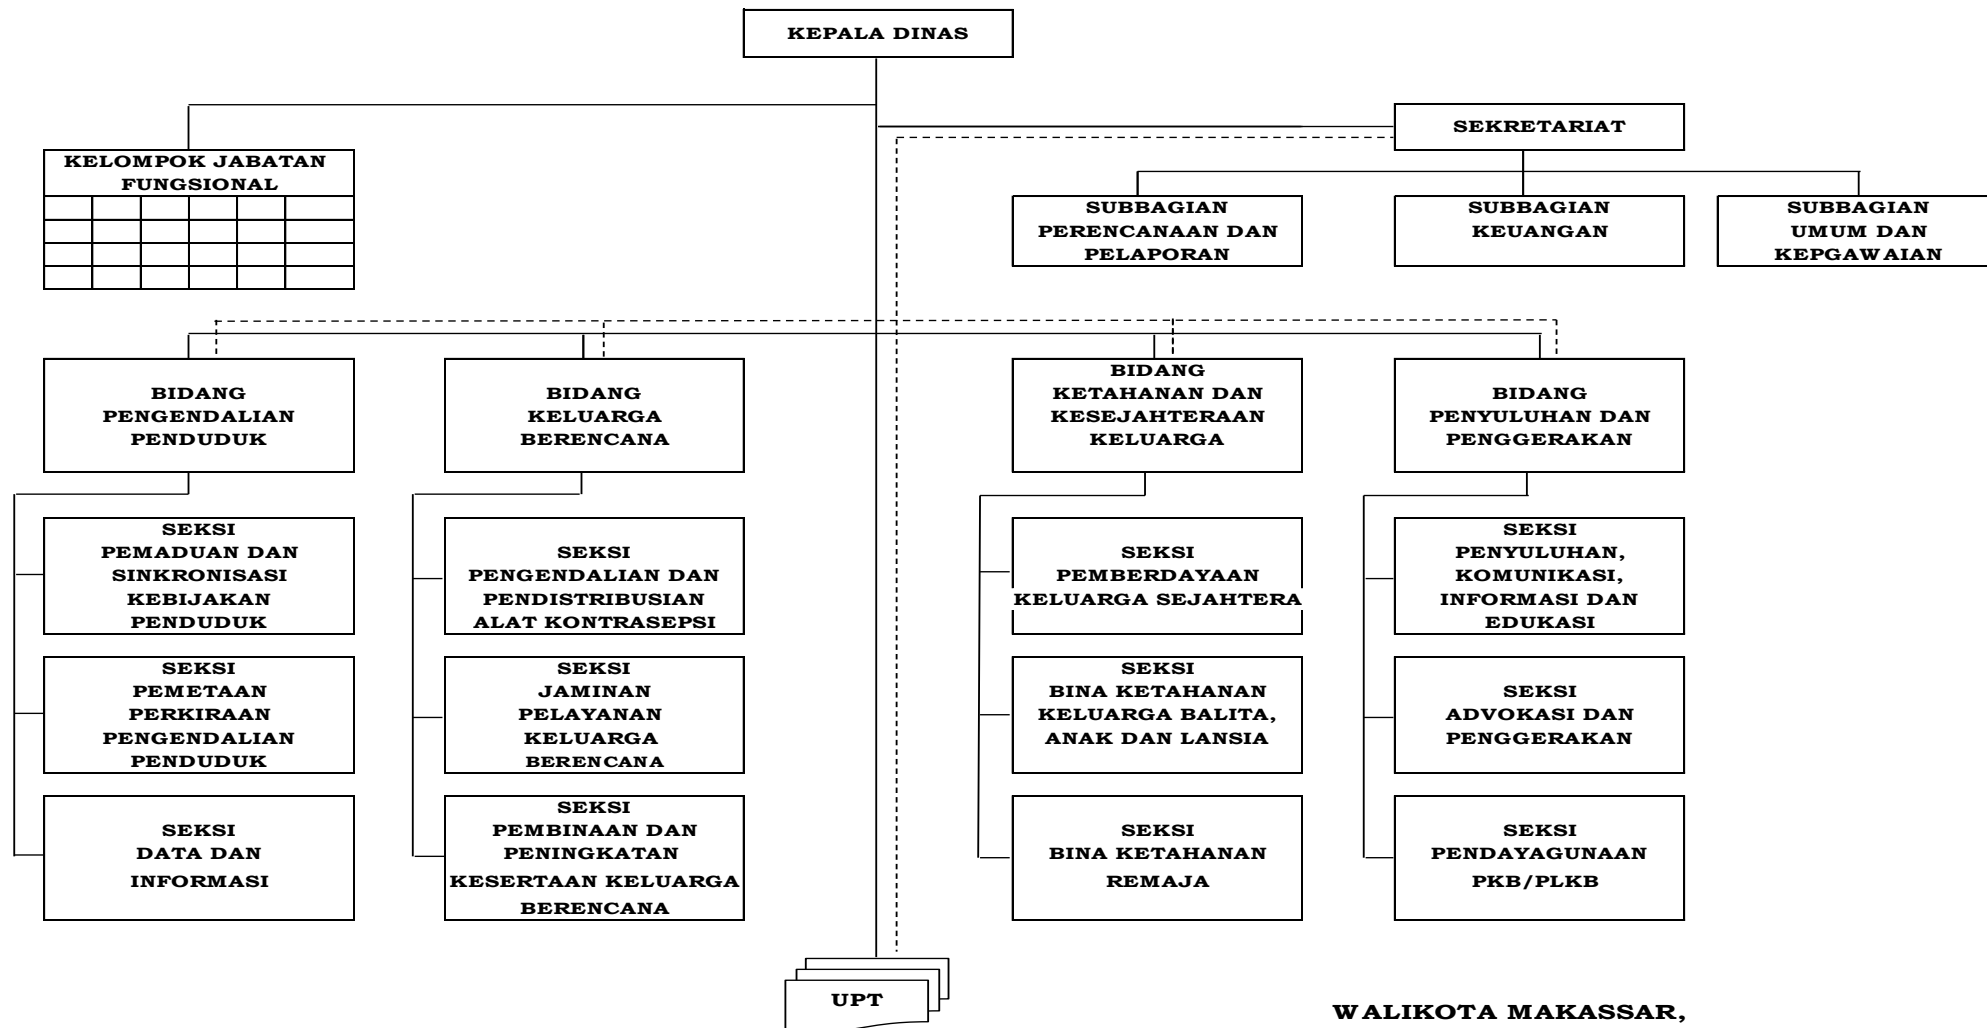 KEPALA DINAS
SEKRETARIAT
KELOMPOK JABATAN
FUNGSIONAL
SUBBAGIAN
PERENCANAAN DAN
PELAPORAN
SUBBAGIAN
KEUANGAN
SUBBAGIAN
UMUM DAN
KEPGAWAIAN
BIDANG
PENGENDALIAN
PENDUDUK
BIDANG
KELUARGA
BERENCANA
BIDANG
KETAHANAN DAN
KESEJAHTERAAN
KELUARGA
BIDANG
PENYULUHAN DAN
PENGGERAKAN
SEKSI
PEMADUAN DAN
SINKRONISASI
KEBIJAKAN
PENDUDUK
SEKSI
PENGENDALIAN DAN
PENDISTRIBUSIAN
ALAT KONTRASEPSI
SEKSI
PEMBERDAYAAN
KELUARGA SEJAHTERA
SEKSI
PENYULUHAN,
KOMUNIKASI,
INFORMASI DAN
EDUKASI
SEKSI
PEMETAAN
PERKIRAAN
PENGENDALIAN
PENDUDUK
SEKSI
JAMINAN
PELAYANAN
KELUARGA
BERENCANA
SEKSI
BINA KETAHANAN
KELUARGA BALITA,
ANAK DAN LANSIA
SEKSI
ADVOKASI DAN
PENGGERAKAN
SEKSI
DATA DAN
INFORMASI
SEKSI
PEMBINAAN DAN
PENINGKATAN
KESERTAAN KELUARGA
BERENCANA
SEKSI
BINA KETAHANAN
REMAJA
SEKSI
PENDAYAGUNAAN
PKB/PLKB
UPT
WALIKOTA MAKASSAR,